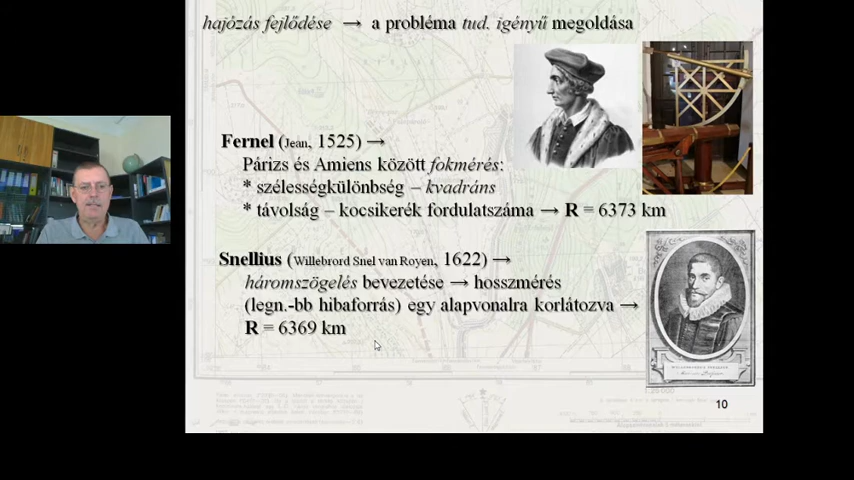 hajózás fejlődése → a probléma tud. igényű megoldása
Fernel (Jean, 1525) →
Párizs és Amiens között fokmérés:
* szélességkülönbség – kvadráns
* távolság – kocsikerék fordulatszáma → R = 6373 km
Snellius (Willebrord Snel van Royen, 1622) →
háromszögelés bevezetése → hosszmérés
(legn.-bb hibaforrás) egy alapvonalra korlátozva →
R = 6369 km
10